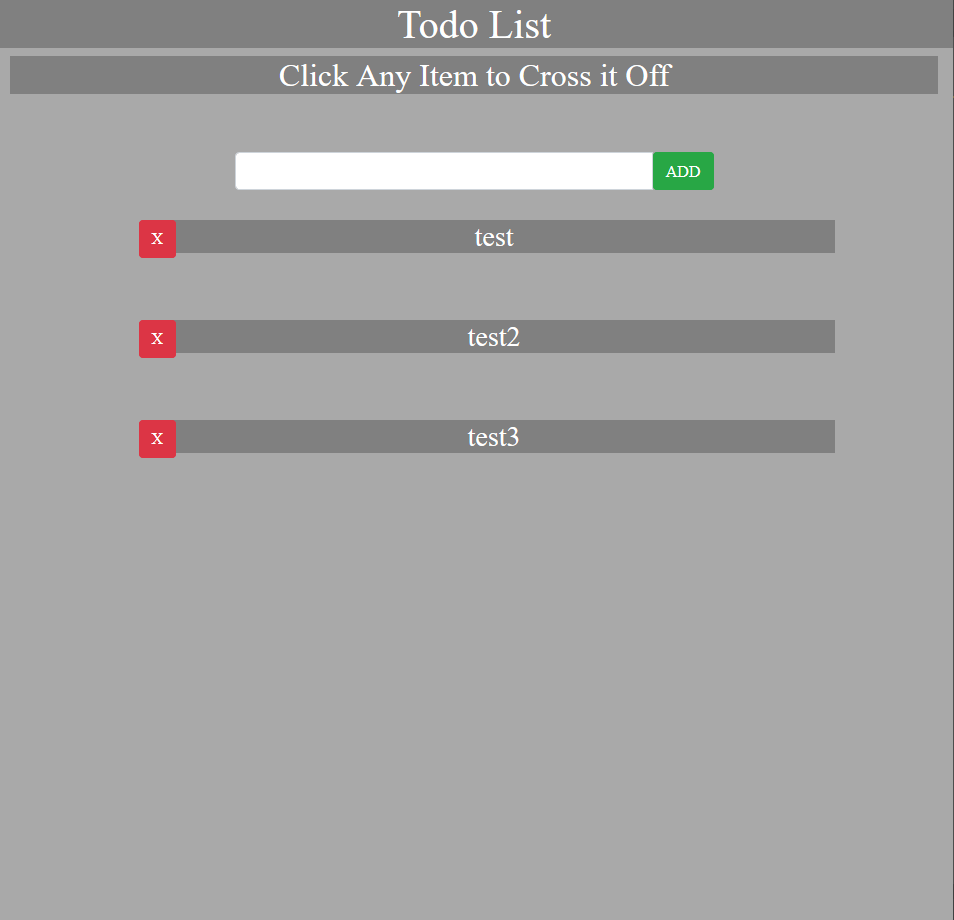 Todo List
Click Any Item to Cross it Off
ADD
x test
x test2
x test3